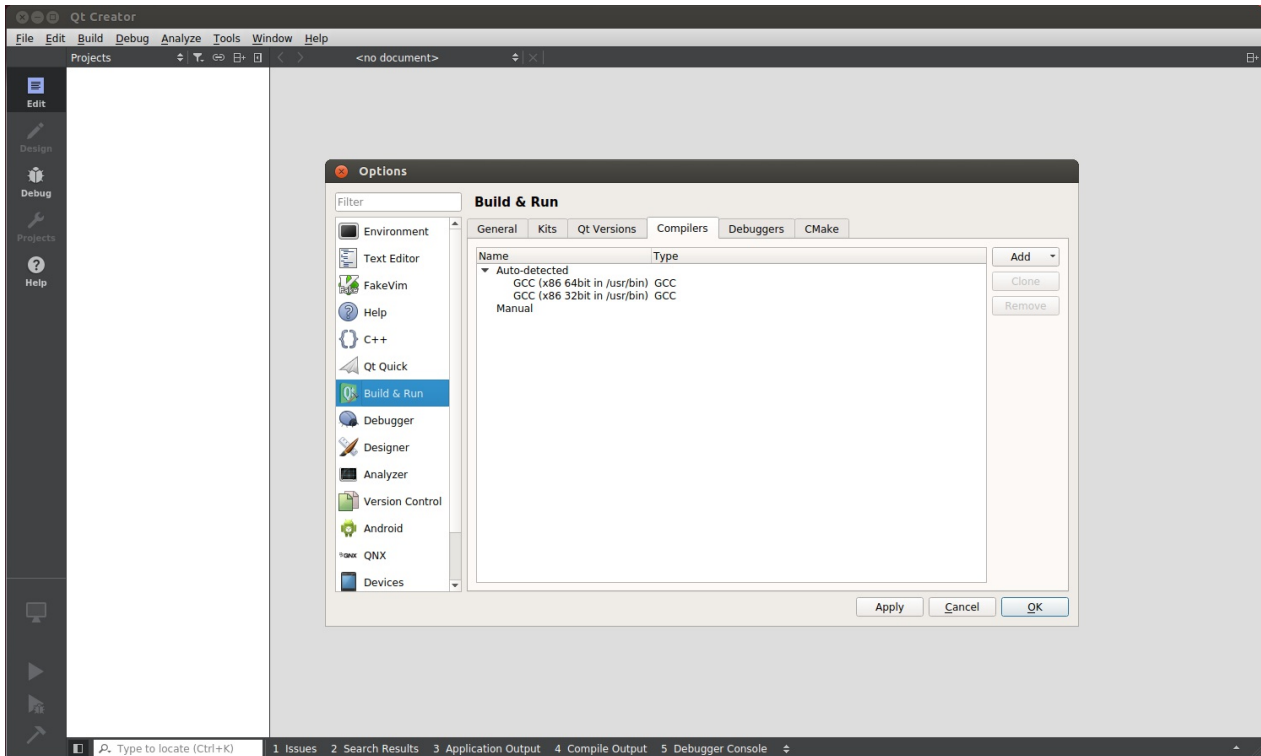 Qt Creator
File Edit Build Debug Analyze Tools Window Help
Projects <no document>
Edit
Design
Debug
Projects
Help
Options
Filter
Environment
Text Editor
FakeVim
Help
C++
Qt Quick
Build & Run
Debugger
Designer
Analyzer
Version Control
Android
QNX
Devices
Build & Run
General Kits Qt Versions Compilers Debuggers CMake
Name Type
Auto-detected
GCC (x86 64bit in /usr/bin) GCC
GCC (x86 32bit in /usr/bin) GCC
Manual
Add
Clone
Remove
Apply Cancel OK
Type to locate (Ctrl+K) 1 Issues 2 Search Results 3 Application Output 4 Compile Output 5 Debugger Console